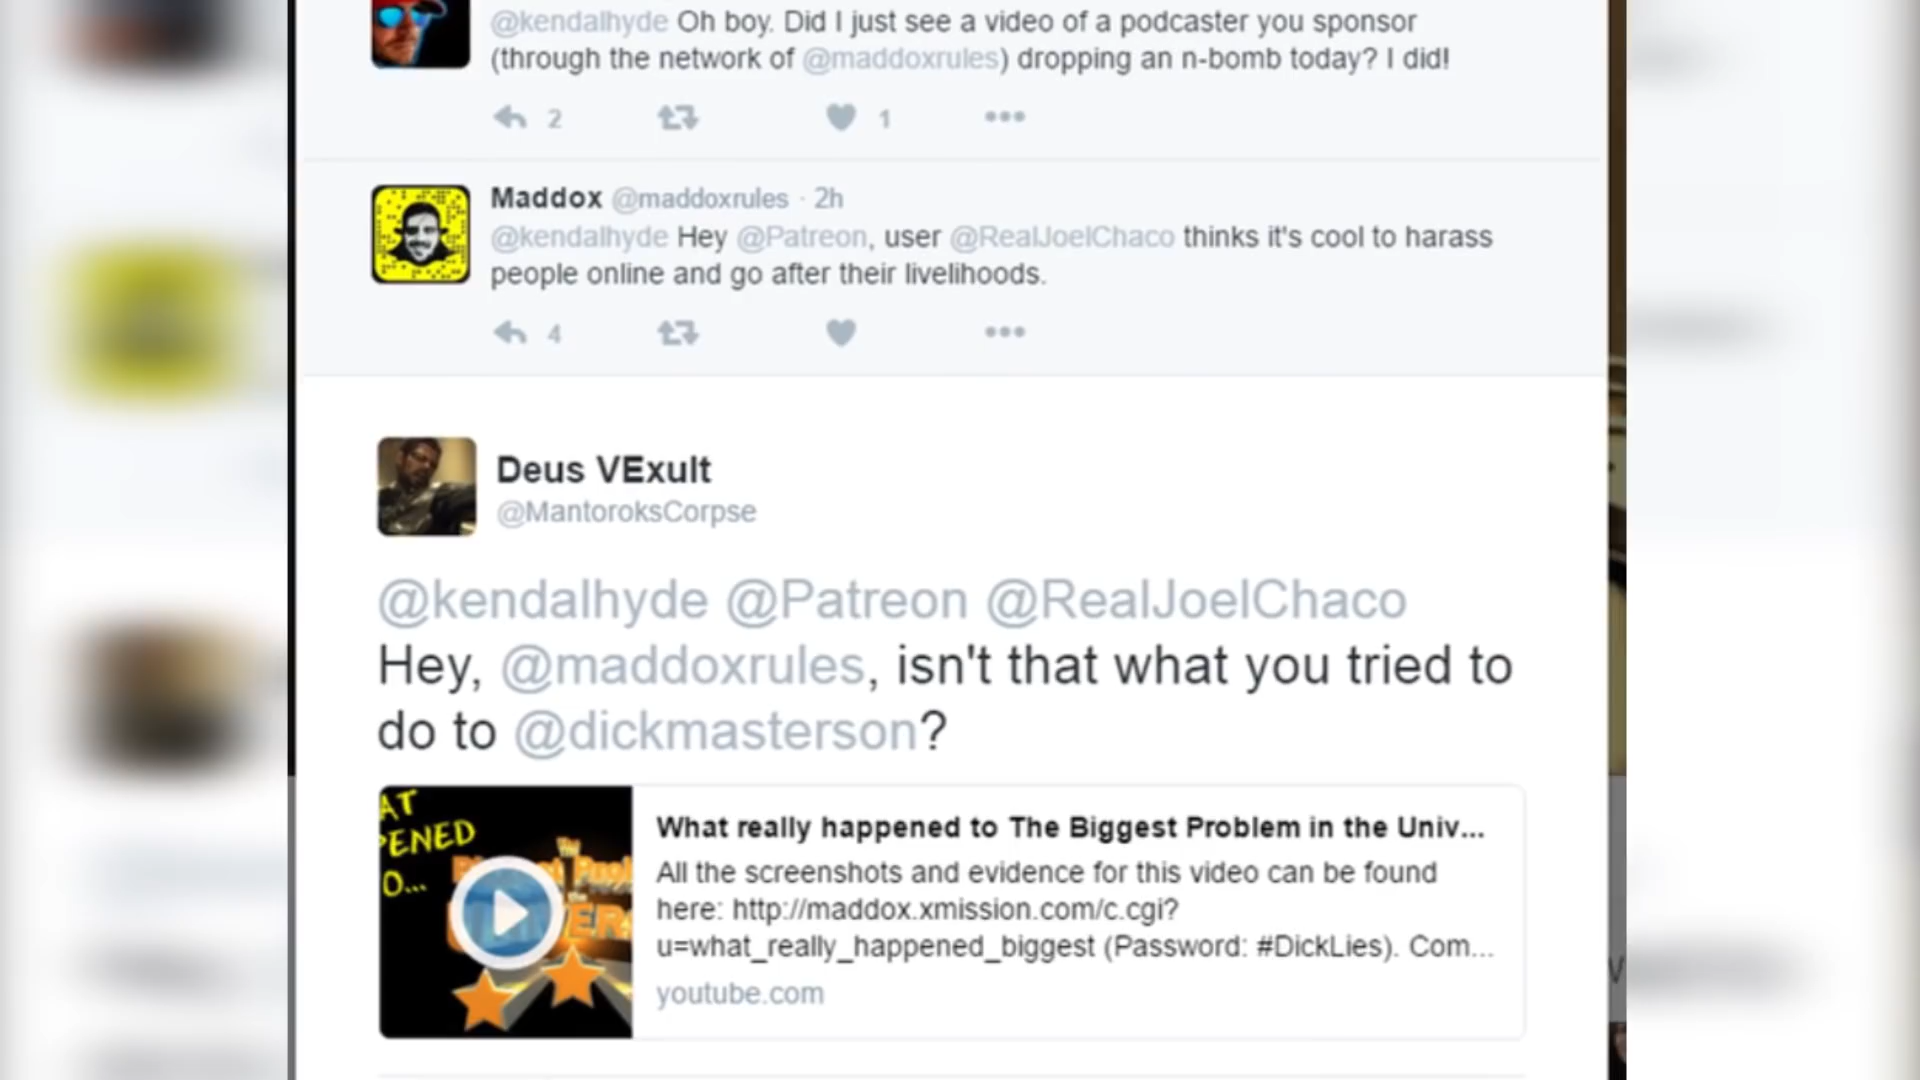 @kendalhyde Oh boy. Did I just see a video of a podcaster you sponsor
(through the network of @maddoxrules) dropping an n-bomb today? I did!
2 1
Maddox @maddoxrules · 2h
@kendalhyde Hey @Patreon, user @RealJoelChaco thinks it's cool to harass
people online and go after their livelihoods.
4
Deus VExult
@MantoroksCorpse
@kendalhyde @Patreon @RealJoelChaco
Hey, @maddoxrules, isn't that what you tried to
do to @dickmasterson?
What really happened to The Biggest Problem in the Univ...
All the screenshots and evidence for this video can be found
here: http://maddox.xmission.com/c.cgi?
u=what_really_happened_biggest (Password: #DickLies). Com...
youtube.com